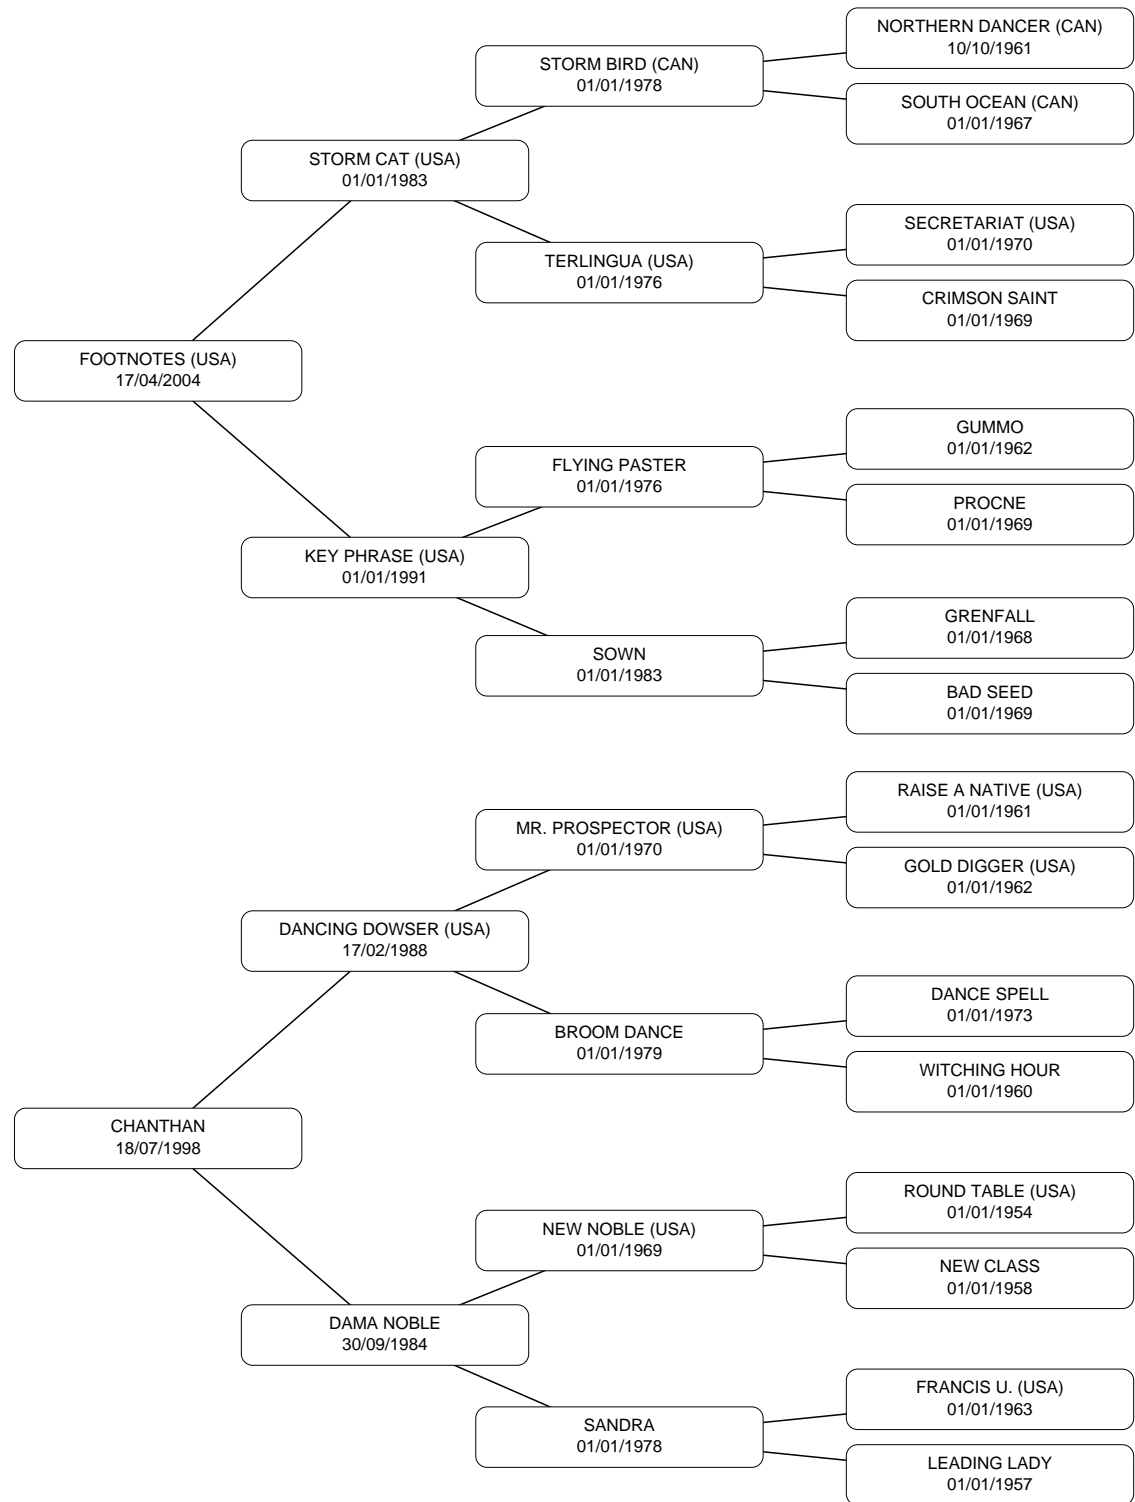 NORTHERN DANCER (CAN)
10/10/1961
STORM BIRD (CAN)
01/01/1978
SOUTH OCEAN (CAN)
01/01/1967
STORM CAT (USA)
01/01/1983
SECRETARIAT (USA)
01/01/1970
TERLINGUA (USA)
01/01/1976
CRIMSON SAINT
01/01/1969
FOOTNOTES (USA)
17/04/2004
GUMMO
01/01/1962
FLYING PASTER
01/01/1976
PROCNE
01/01/1969
KEY PHRASE (USA)
01/01/1991
GRENFALL
01/01/1968
SOWN
01/01/1983
BAD SEED
01/01/1969
RAISE A NATIVE (USA)
01/01/1961
MR. PROSPECTOR (USA)
01/01/1970
GOLD DIGGER (USA)
01/01/1962
DANCING DOWSER (USA)
17/02/1988
DANCE SPELL
01/01/1973
BROOM DANCE
01/01/1979
WITCHING HOUR
01/01/1960
CHANTHAN
18/07/1998
ROUND TABLE (USA)
01/01/1954
NEW NOBLE (USA)
01/01/1969
NEW CLASS
01/01/1958
DAMA NOBLE
30/09/1984
FRANCIS U. (USA)
01/01/1963
SANDRA
01/01/1978
LEADING LADY
01/01/1957